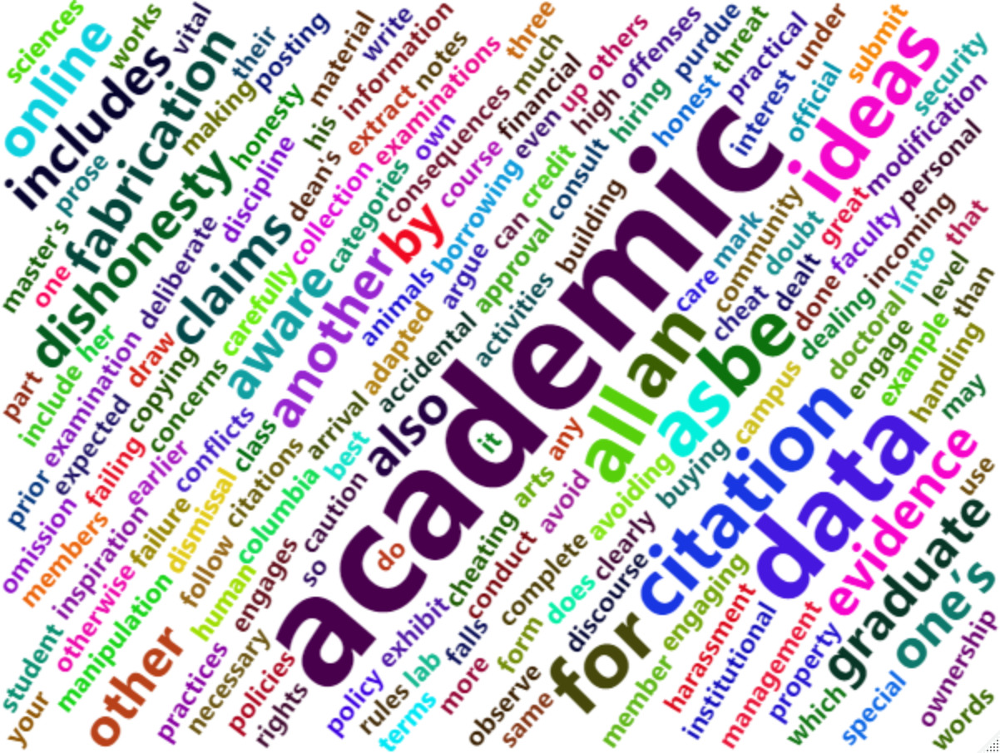 sciences
online
works
vital
includes
their
posting
fabrication
making
material
write
information
three
others
offenses
purdue
threat
practical
under
submit
ideas
security
prose
honesty
his
extract
notes
examinations
much
financial
up
high
hiring
honest
interest
official
modification
master's
one
dishonesty
discipline
dean's
collection
own
consequences
even
course
credit
consult
building
great
personal
deliberate
claims
carefully
categories
by
borrowing
can
approval
argue
animals
community
mark
care
doubt
faculty
incoming
that
part
her
include
draw
examination
copying
aware
another
adapted
accidental
activities
academic
cheat
dealt
done
dealing
into
level
than
doctoral
engage
example
handling
may
expected
concerns
prior
failing
earlier
conflicts
class
arrival
best
also
it
all
an
as
be
campus
any
citation
data
omission
members
inspiration
failure
dismissal
citations
columbia
caution
so
do
arts
avoid
avoiding
buying
evidence
use
student
otherwise
manipulation
follow
human
engages
cheating
conduct
complete
clearly
does
discourse
graduate
one´s
your
other
practices
necessary
policies
rights
policy
exhibit
falls
form
rules
lab
terms
more
observe
same
for
member
engaging
harassment
institutional
management
property
which
special
ownership
words